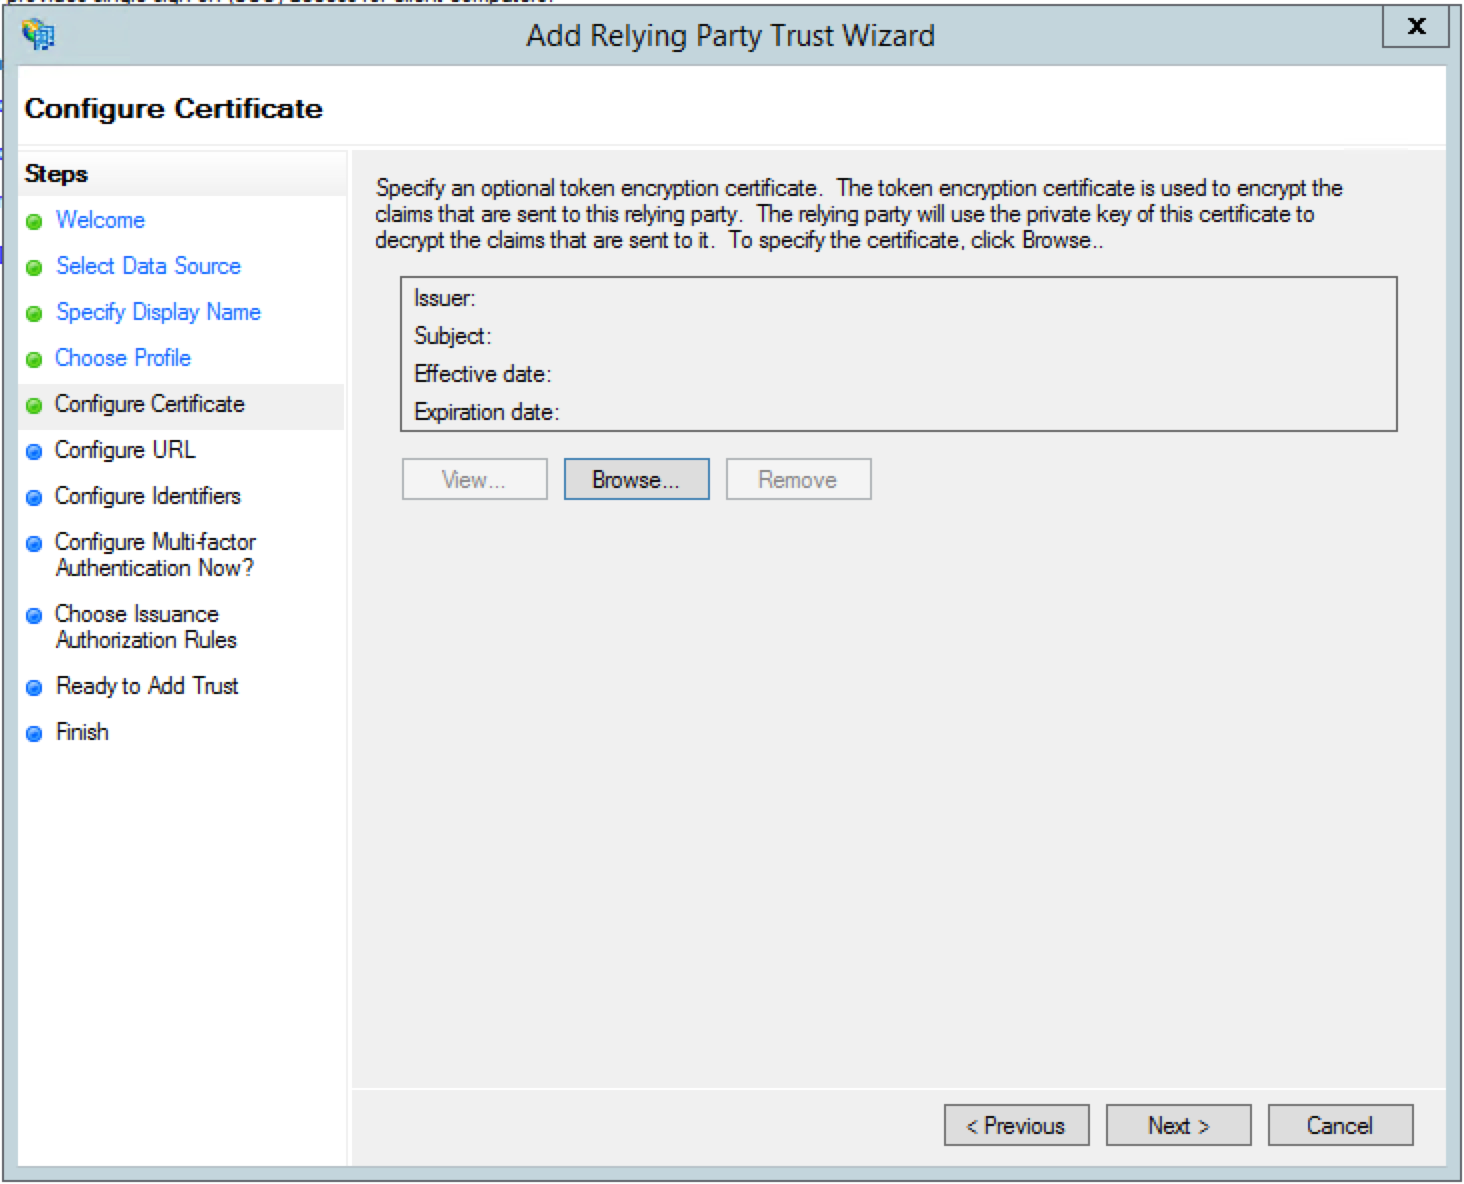 Add Relying Party Trust Wizard
X
Configure Certificate
Steps
Welcome
Select Data Source
Specify Display Name
Choose Profile
Configure Certificate
Configure URL
Configure Identifiers
Configure Multi-factor
Authentication Now?
Choose Issuance
Authorization Rules
Ready to Add Trust
Finish
Specify an optional token encryption certificate.  The token encryption certificate is used to encrypt the
claims that are sent to this relying party.  The relying party will use the private key of this certificate to
decrypt the claims that are sent to it.  To specify the certificate, click Browse..
Issuer:
Subject:
Effective date:
Expiration date:
View... Browse... Remove
< Previous Next > Cancel